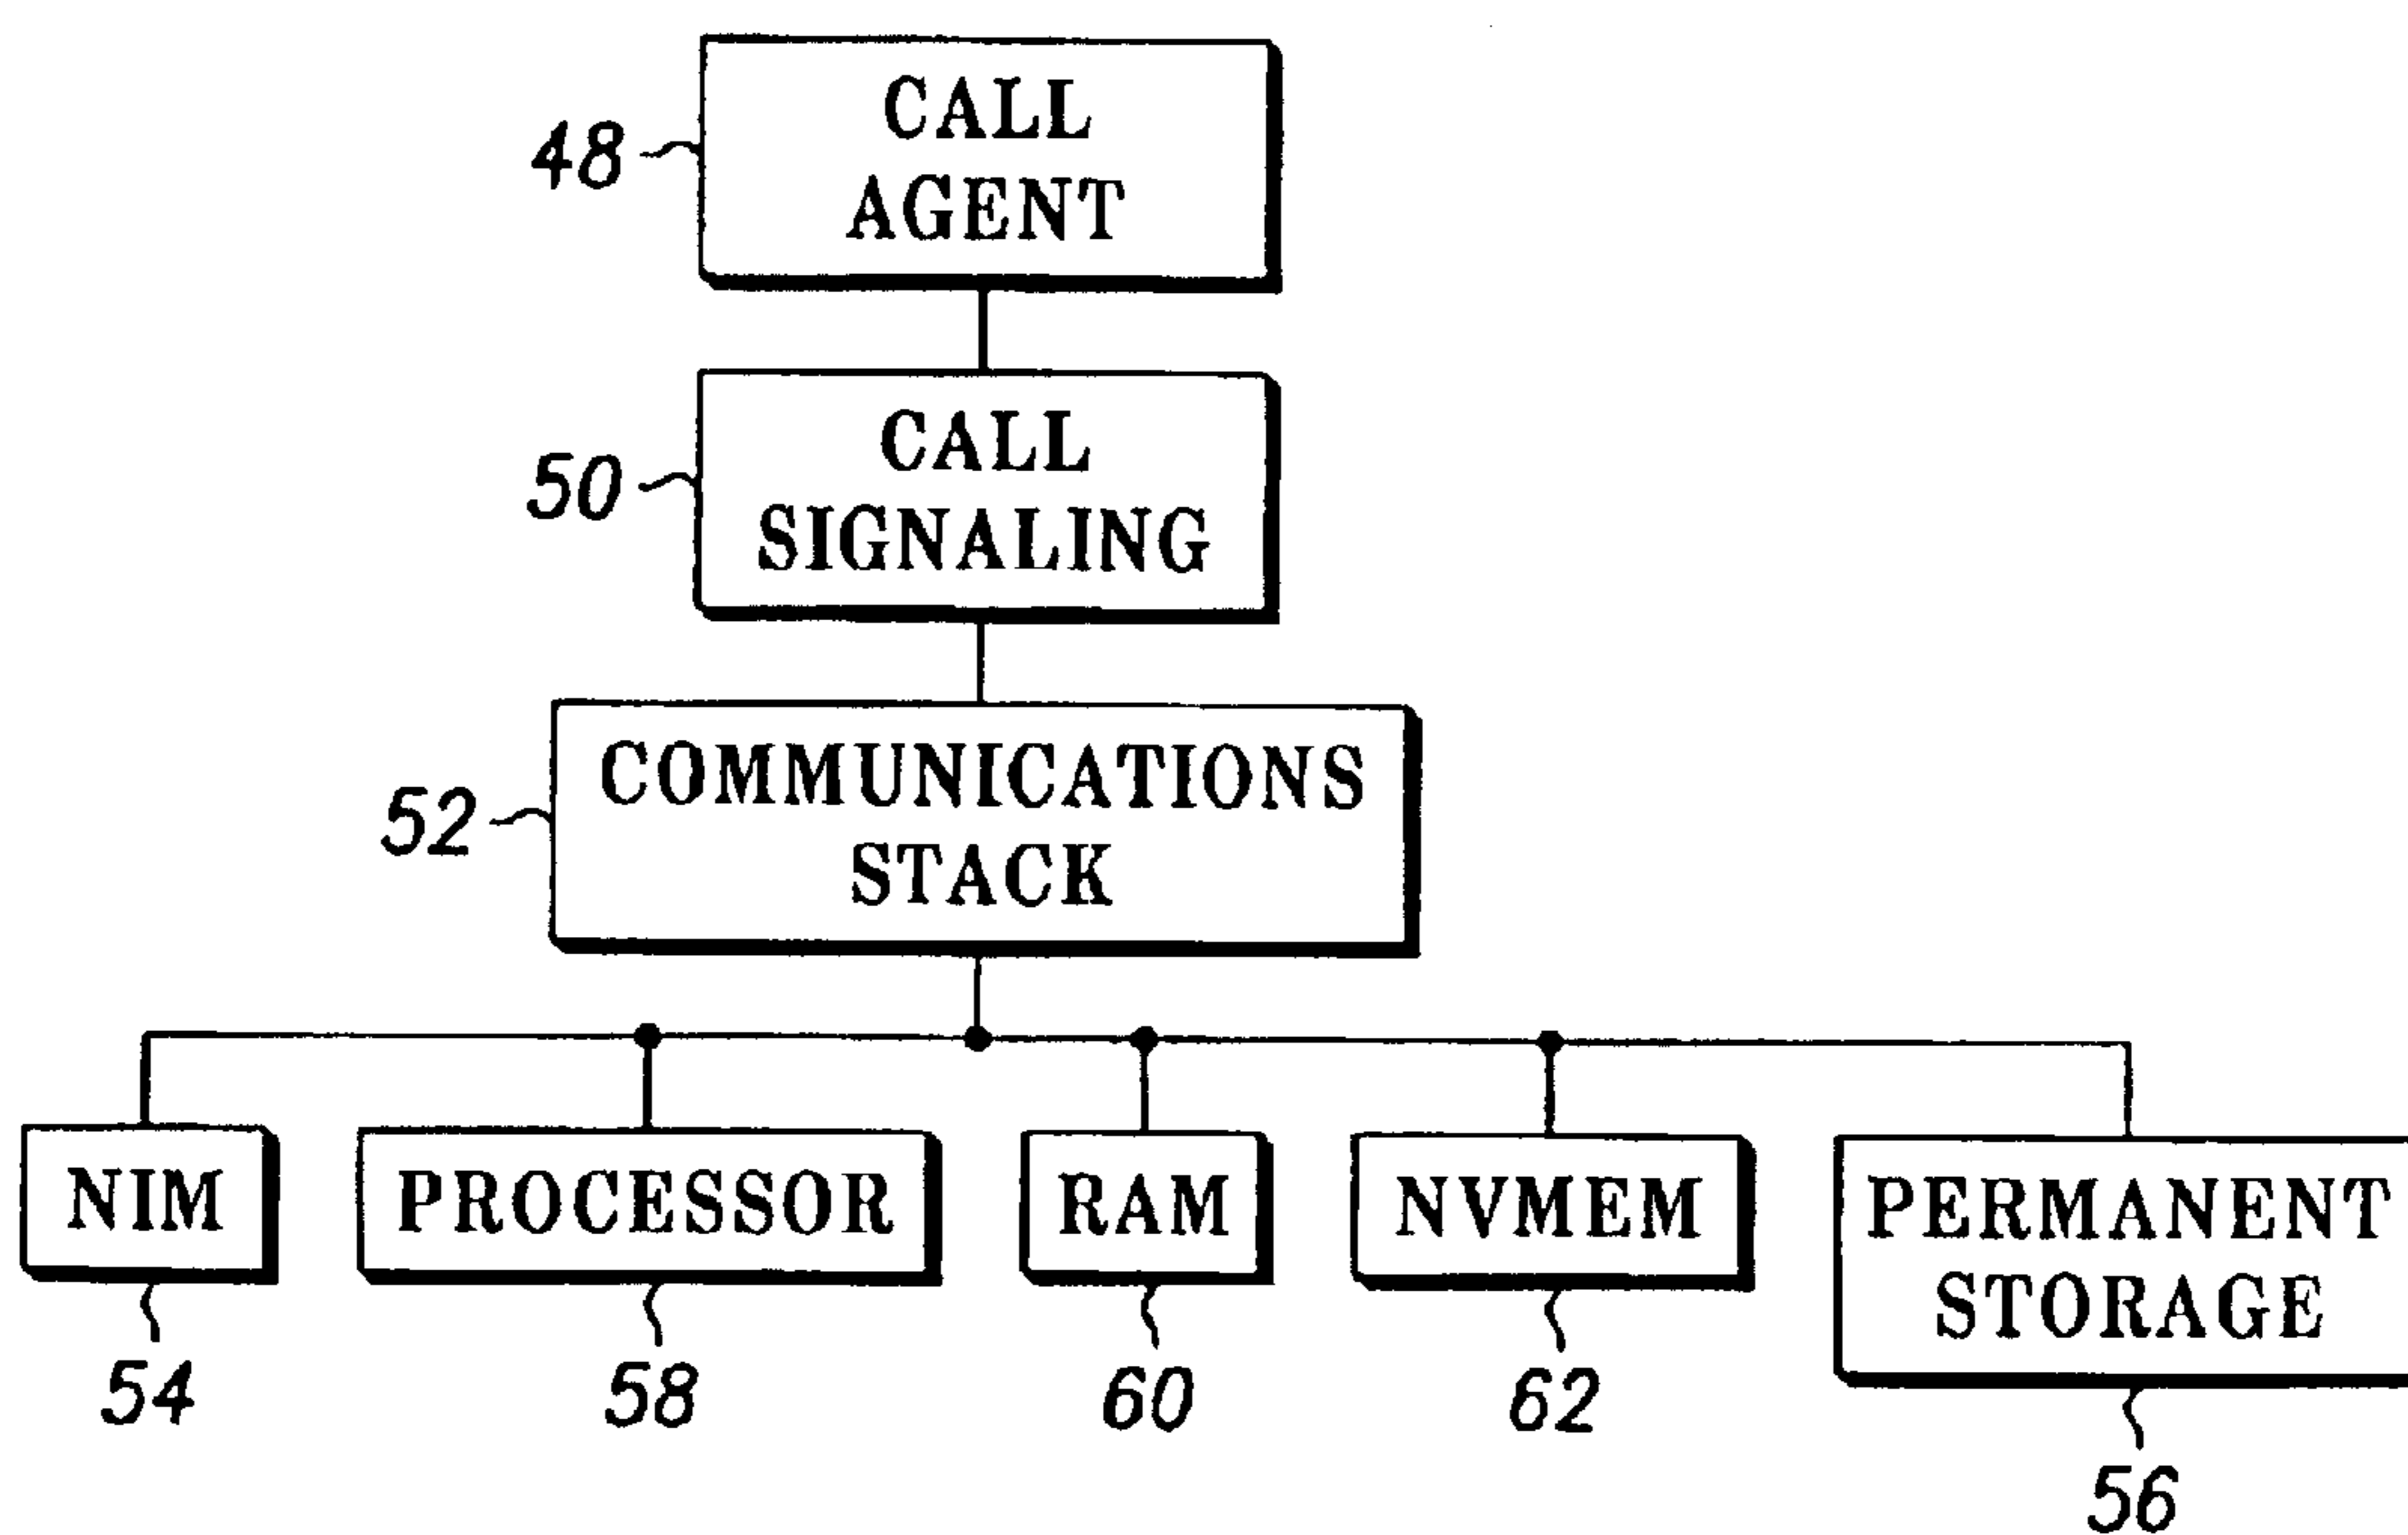 CALL
48
AGENT
CALL
50
SIGNALING
COMMUNICATIONS
52
STACK
NIM PROCESSOR RAM NVMEM PERMANENT
STORAGE
54 58 60 62
56